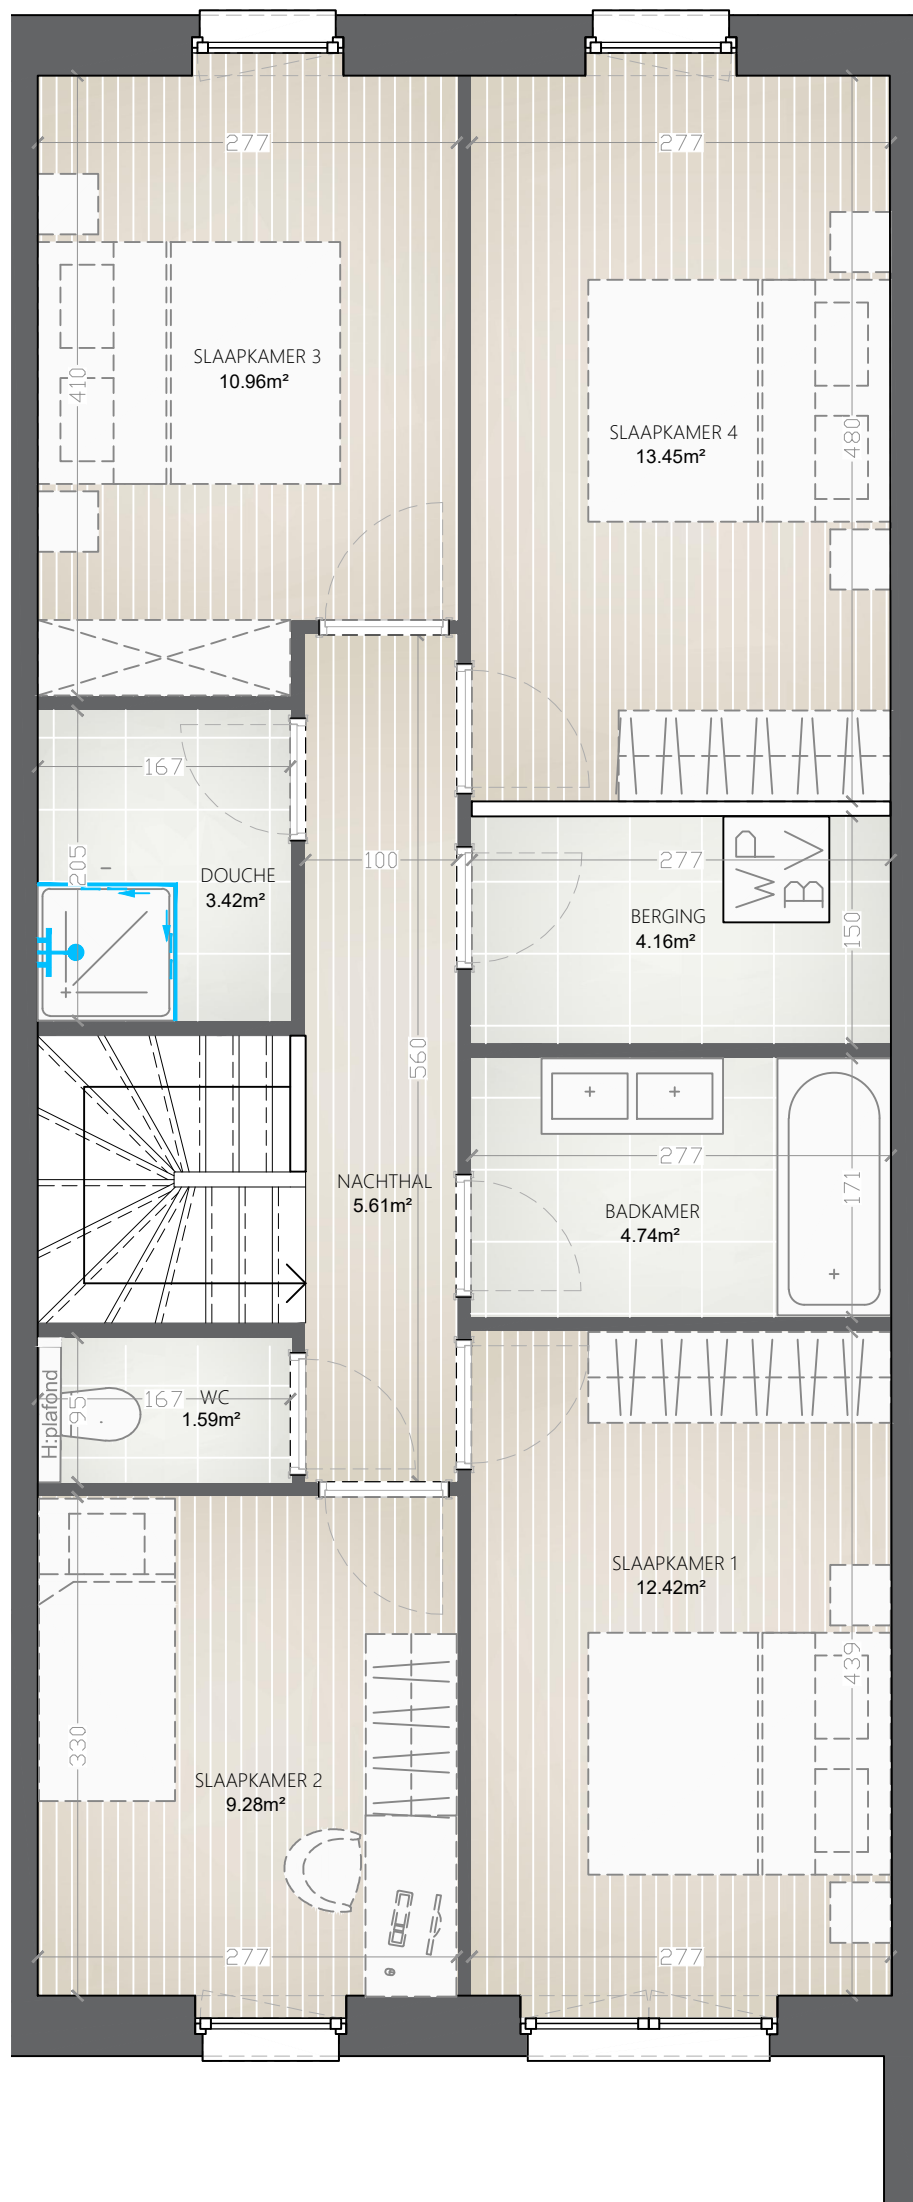 277
277
SLAAPKAMER 3
10.96m²
410
SLAAPKAMER 4
13.45m²
480
167
205
DOUCHE
3.42m²
100
277
WP
BV
BERGING
4.16m²
150
560
NACHTHAL
5.61m²
277
171
BADKAMER
4.74m²
H:plafond
95
167
WC
1.59m²
SLAAPKAMER 1
12.42m²
439
330
SLAAPKAMER 2
9.28m²
277
277